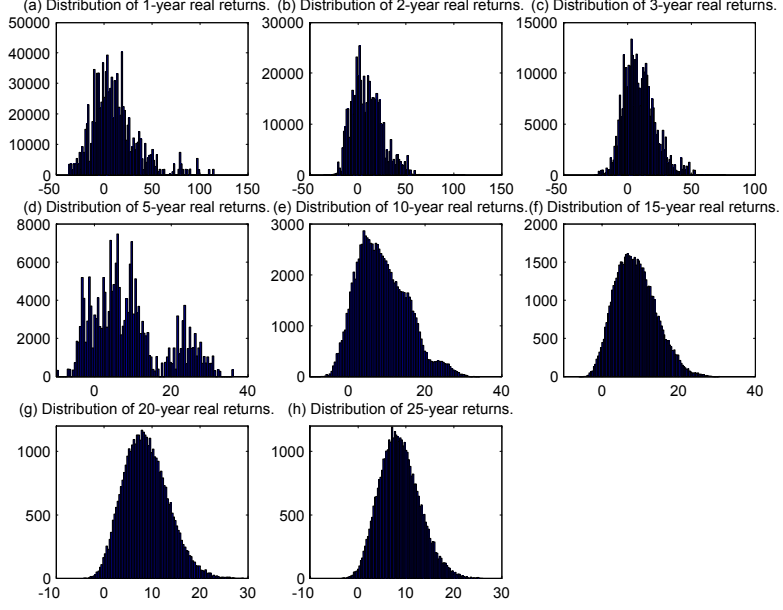 (a) Distribution of 1-year real returns.
(b) Distribution of 2-year real returns.
(c) Distribution of 3-year real returns.
50000
40000
30000
20000
10000
0
-50 0 50 100 150
30000
20000
10000
0
-50 0 50 100 150
15000
10000
5000
0
-50 0 50 100
(d) Distribution of 5-year real returns.
(e) Distribution of 10-year real returns.
(f) Distribution of 15-year real returns.
8000
6000
4000
2000
0
0 20 40
3000
2000
1000
0
0 20 40
2000
1500
1000
500
0
0 20 40
(g) Distribution of 20-year real returns.
(h) Distribution of 25-year returns.
1000
500
0
-10 0 10 20 30
1000
500
0
-10 0 10 20 30